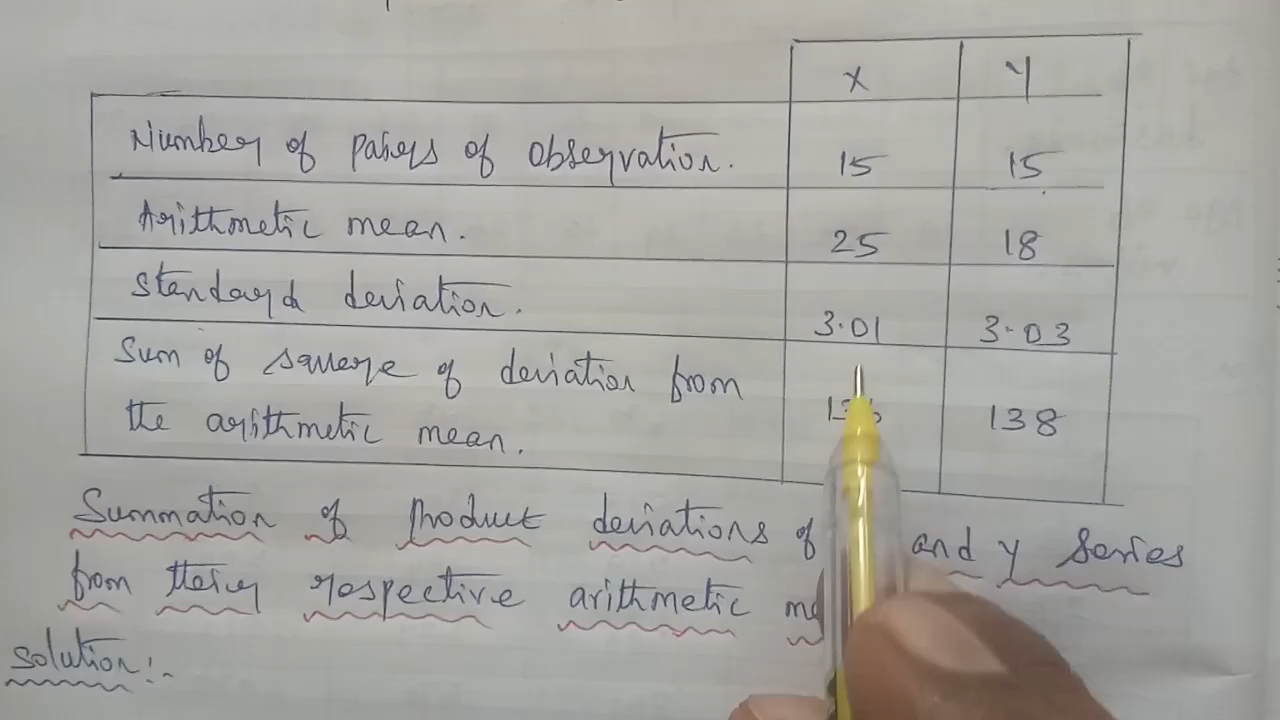 X Y
Number of pairs of observation. 15 15
Arithmetic mean. 25 18
Standard deviation. 3.01 3.03
Sum of square of deviation from
the arithmetic mean. 138
Summation of product deviations of and y series
from their respective arithmetic
Solution:-